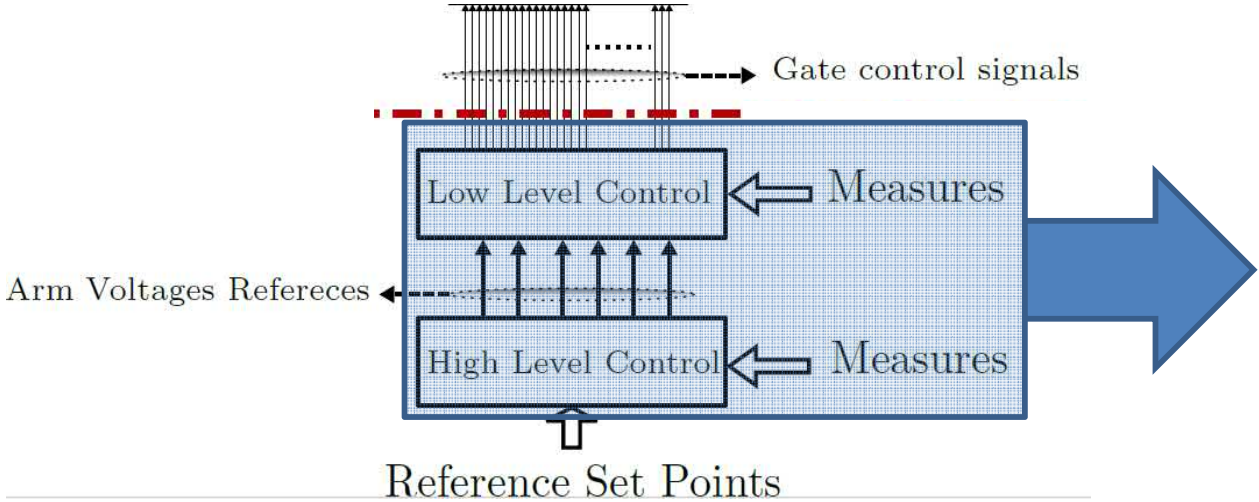 Gate control signals
Low Level Control
Measures
Arm Voltages Refereces
High Level Control
Measures
Reference Set Points